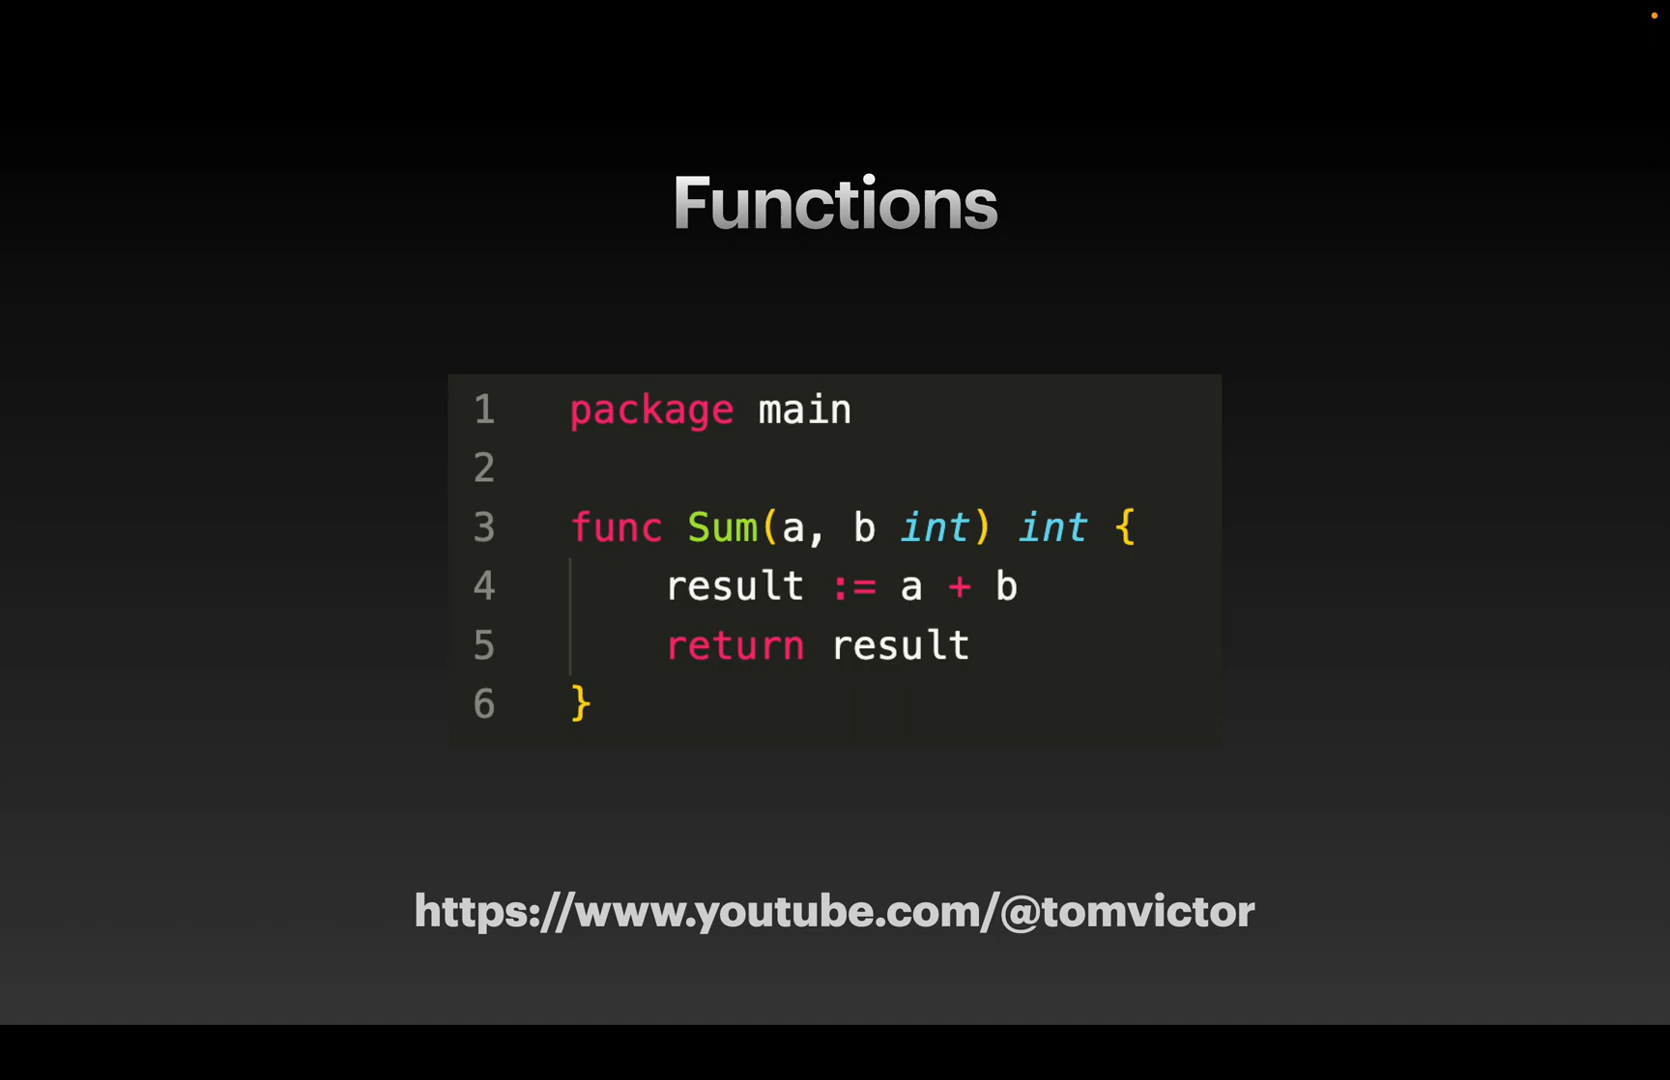 Functions
1 package main
2
3 func Sum(a, b int) int {
4 result := a + b
5 return result
6 }
https://www.youtube.com/@tomvictor